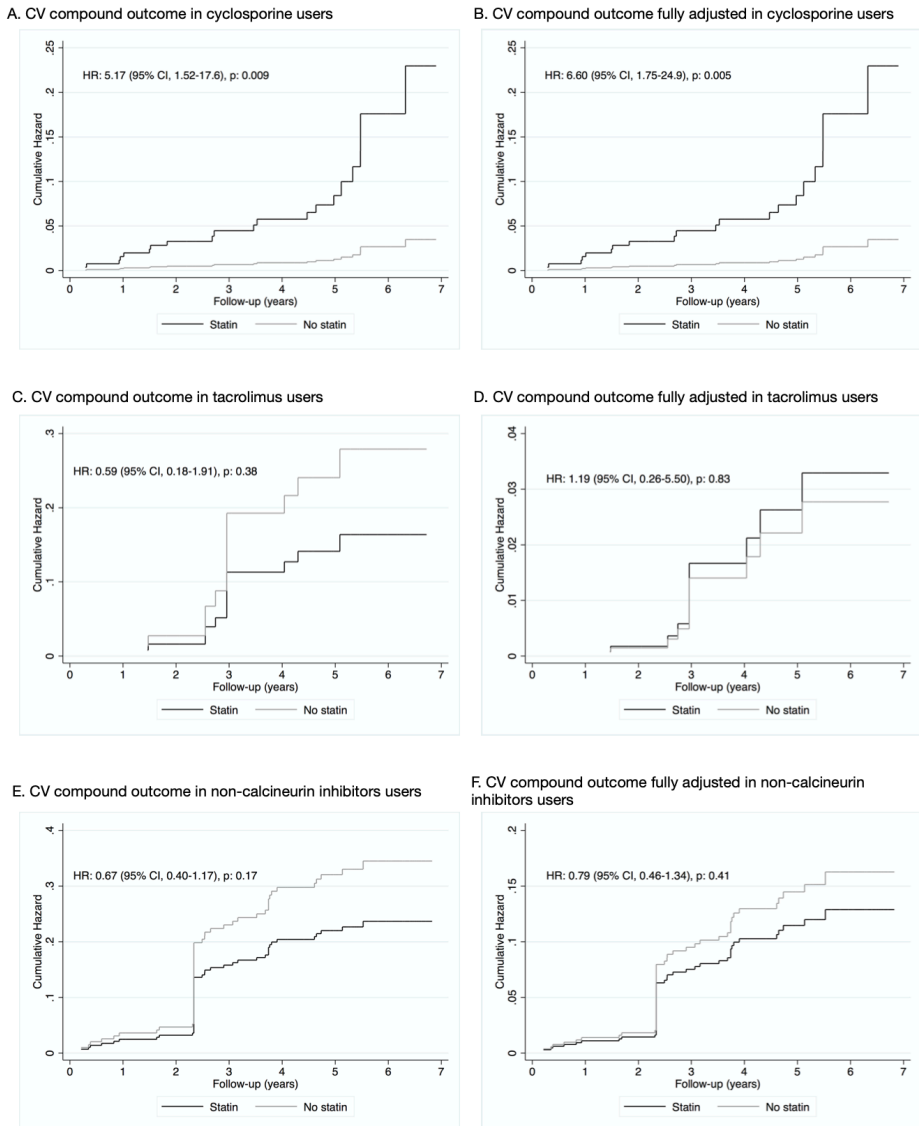 A. CV compound outcome in cyclosporine users
HR: 5.17 (95% CI, 1.52-17.6), p: 0.009
Cumulative Hazard
0 .05 .1 .15 .2 .25
0 1 2 3 4 5 6 7
Follow-up (years)
Statin No statin
B. CV compound outcome fully adjusted in cyclosporine users
HR: 6.60 (95% CI, 1.75-24.9), p: 0.005
Cumulative Hazard
0 .05 .1 .15 .2 .25
0 1 2 3 4 5 6 7
Follow-up (years)
Statin No statin
C. CV compound outcome in tacrolimus users
HR: 0.59 (95% CI, 0.18-1.91), p: 0.38
Cumulative Hazard
0 .1 .2 .3
0 1 2 3 4 5 6 7
Follow-up (years)
Statin No statin
D. CV compound outcome fully adjusted in tacrolimus users
HR: 1.19 (95% CI, 0.26-5.50), p: 0.83
Cumulative Hazard
0 .01 .02 .03 .04
0 1 2 3 4 5 6 7
Follow-up (years)
Statin No statin
E. CV compound outcome in non-calcineurin inhibitors users
HR: 0.67 (95% CI, 0.40-1.17), p: 0.17
Cumulative Hazard
0 .1 .2 .3 .4
0 1 2 3 4 5 6 7
Follow-up (years)
Statin No statin
F. CV compound outcome fully adjusted in non-calcineurin
inhibitors users
HR: 0.79 (95% CI, 0.46-1.34), p: 0.41
Cumulative Hazard
0 .05 .1 .15 .2
0 1 2 3 4 5 6 7
Follow-up (years)
Statin No statin